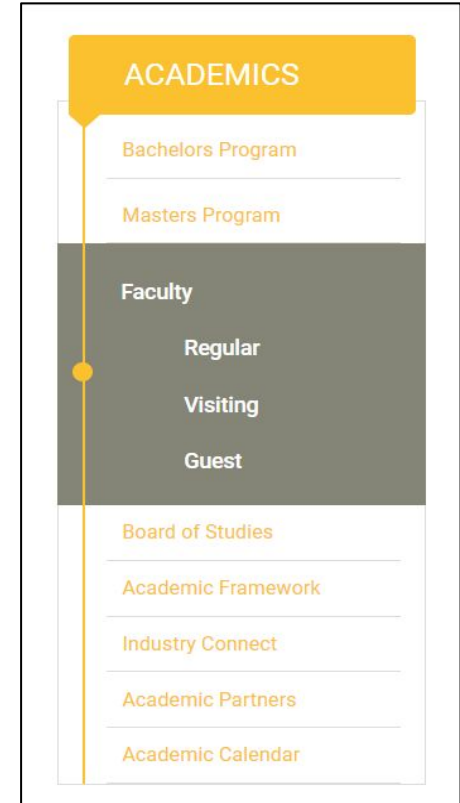 ACADEMICS
Bachelors Program
Masters Program
Faculty
Regular
Visiting
Guest
Board of Studies
Academic Framework
Industry Connect
Academic Partners
Academic Calendar